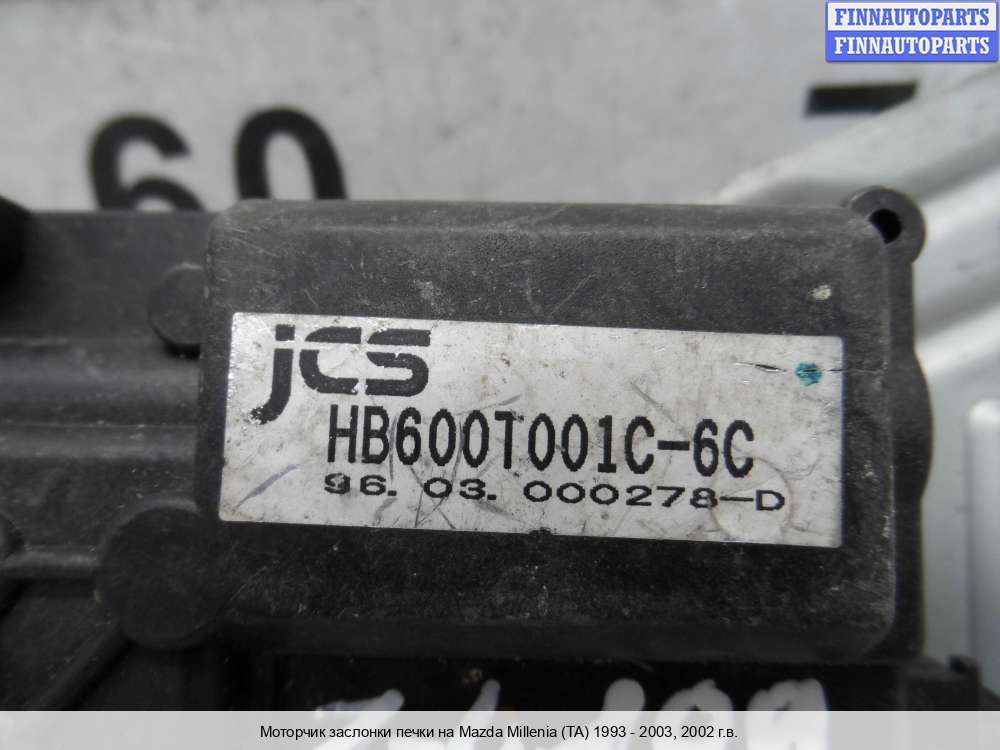 FINNAUTOPARTS
FINNAUTOPARTS
60
jcs
HB600T001C-6C
96. 03. 000278-D
Моторчик заслонки печки на Mazda Millenia (TA) 1993 - 2003, 2002 г.в.